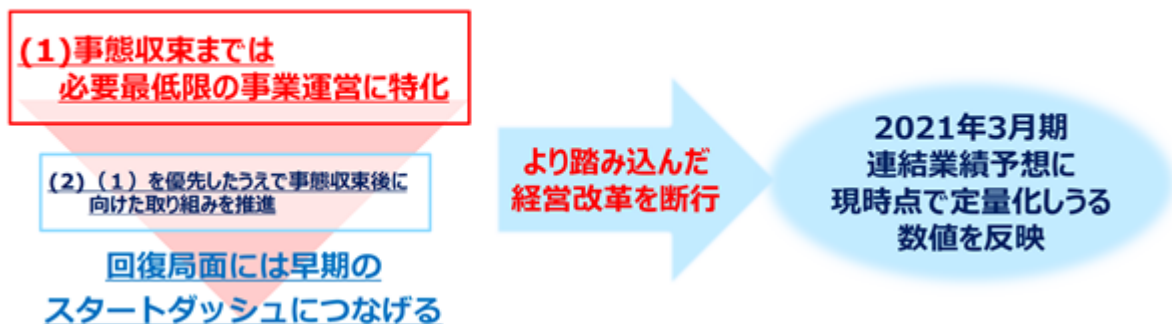 (1)事態収束までは
必要最低限の事業運営に特化
(2)（1）を優先したうえで事態収束後に
向けた取り組みを推進
回復局面には早期の
スタートダッシュにつなげる
より踏み込んだ
経営改革を断行
2021年3月期
連結業績予想に
現時点で定量化しうる
数値を反映